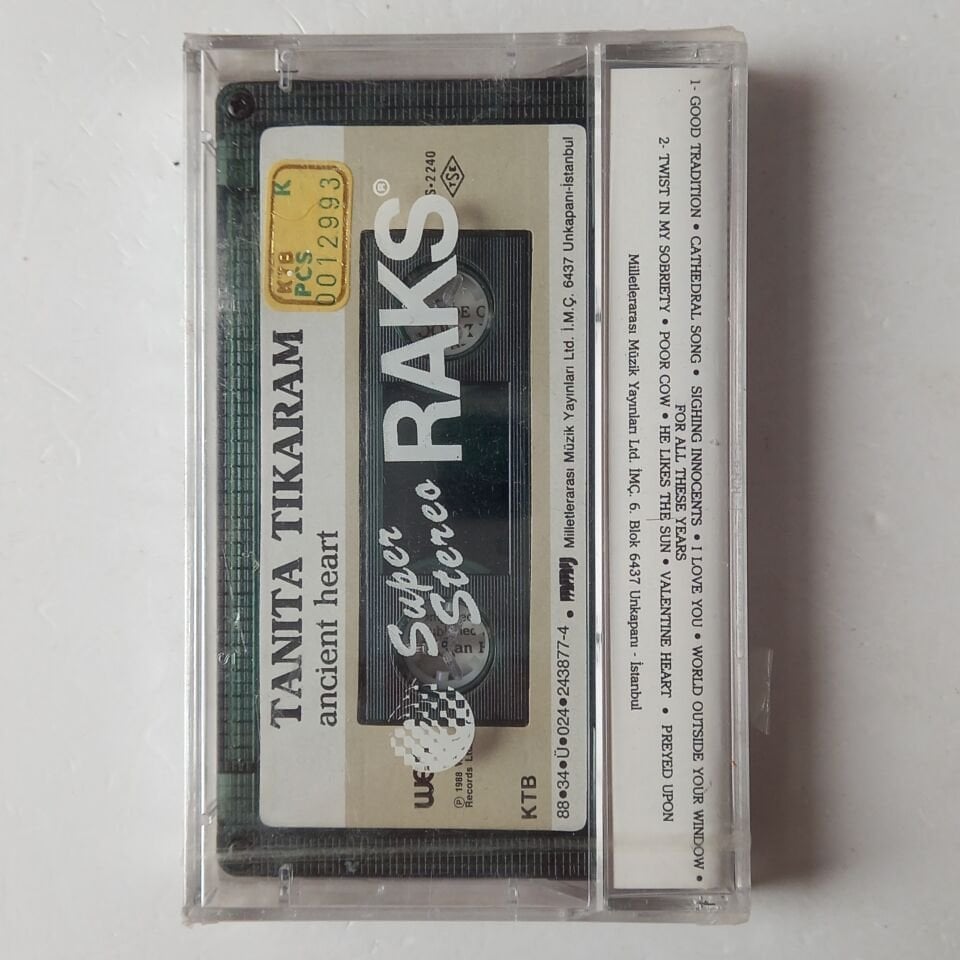 K
KTB
PCS
0012993
TANITA TIKARAM
ancient heart
Super
Stereo RAKS®
2240
TSE
℗ 1988
Records
KTB
88•34•Ü•024•243877-4 • Milletlerarası Müzik Yayınları Ltd. İ.M.Ç. 6437 Unkapanı-İstanbul
1- GOOD TRADITION • CATHEDRAL SONG • SIGHING INNOCENTS • I LOVE YOU • WORLD OUTSIDE YOUR WINDOW •
FOR ALL THESE YEARS
2- TWIST IN MY SOBRIETY • POOR COW • HE LIKES THE SUN • VALENTINE HEART • PREYED UPON
Milletlerarası Müzik Yayınları Ltd. İMÇ. 6. Blok 6437 Unkapanı - İstanbul